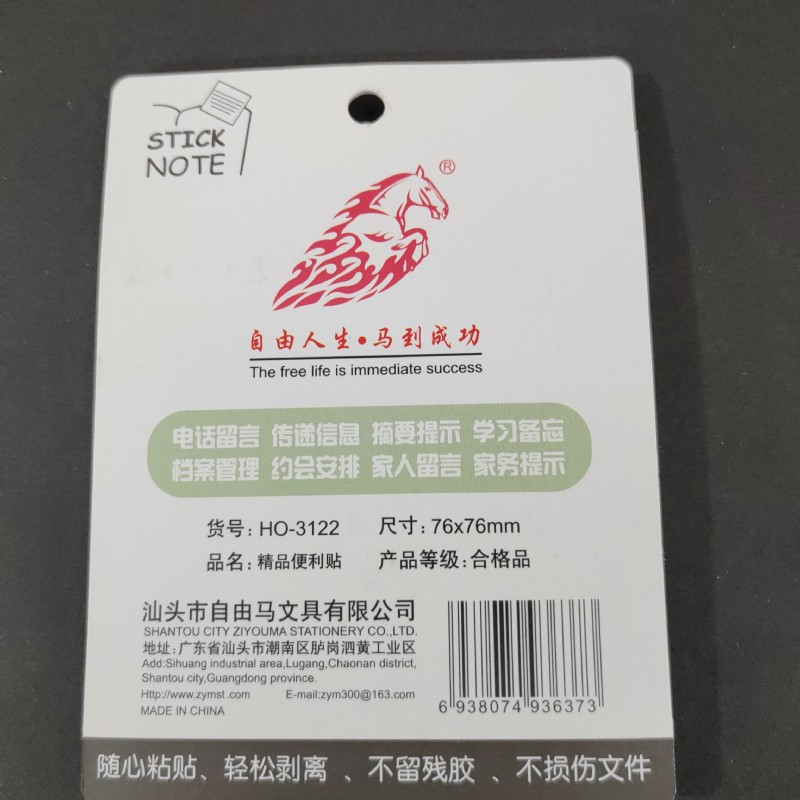 STICK
NOTE
®
自由人生•马到成功
The free life is immediate success
电话留言 传递信息 摘要提示 学习备忘
档案管理 约会安排 家人留言 家务提示
货号: HO-3122 尺寸: 76x76mm
品名: 精品便利贴 产品等级: 合格品
汕头市自由马文具有限公司
SHANTOU CITY ZIYOUMA STATIONERY CO.,LTD.
地址: 广东省汕头市潮南区胪岗泗黄工业区
Add:Sihuang industrial area,Lugang,Chaonan district,
Shantou city,Guangdong province.
Http://www.zymst .com E-mail:zym300@163.com
MADE IN CHINA
6 938074 936373
随心粘贴、轻松剥离 、不留残胶 、不损伤文件